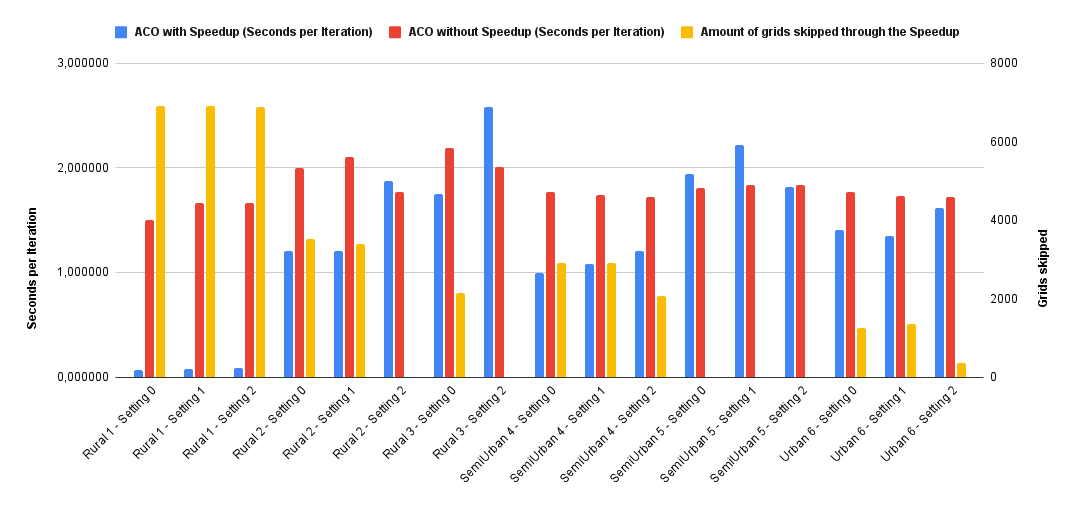 ACO with Speedup (Seconds per Iteration)
ACO without Speedup (Seconds per Iteration)
Amount of grids skipped through the Speedup
3,000000
2,000000
1,000000
0,000000
Seconds per Iteration
8000
6000
4000
2000
0
Grids skipped
Rural 1 - Setting 0
Rural 1 - Setting 1
Rural 1 - Setting 2
Rural 2 - Setting 0
Rural 2 - Setting 1
Rural 2 - Setting 2
Rural 3 - Setting 0
Rural 3 - Setting 2
SemiUrban 4 - Setting 0
SemiUrban 4 - Setting 1
SemiUrban 4 - Setting 2
SemiUrban 5 - Setting 0
SemiUrban 5 - Setting 1
SemiUrban 5 - Setting 2
Urban 6 - Setting 0
Urban 6 - Setting 1
Urban 6 - Setting 2